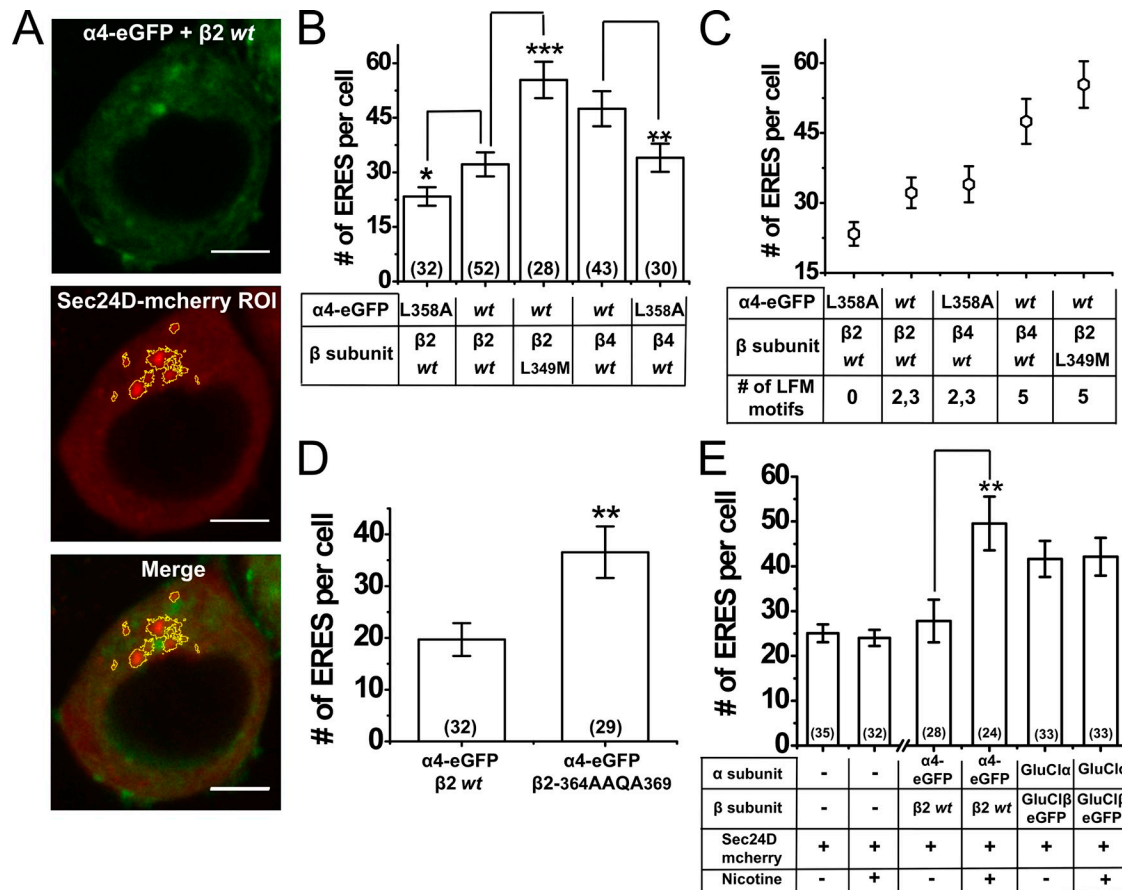 A
α4-eGFP + β2 wt
Sec24D-mcherry ROI
Merge
B
# of ERES per cell
60
45
30
15
0
*
***
**
(32) (52) (28) (43) (30)
α4-eGFP L358A wt wt wt L358A
β subunit β2 wt β2 wt β2 L349M β4 wt β4 wt
C
# of ERES per cell
60
45
30
15
α4-eGFP L358A wt L358A wt wt
β subunit β2 wt β2 wt β4 wt β4 wt β2 L349M
# of LFM motifs 0 2,3 2,3 5 5
D
# of ERES per cell
40
30
20
10
0
**
(32) (29)
α4-eGFP α4-eGFP
β2 wt β2-364AAQA369
E
# of ERES per cell
60
50
40
30
20
10
0
**
(35) (32) (28) (24) (33) (33)
α subunit - - α4-eGFP α4-eGFP GluClα GluClα
β subunit - - β2 wt β2 wt GluClβ eGFP GluClβ eGFP
Sec24D mcherry + + + + + +
Nicotine - + - + - +